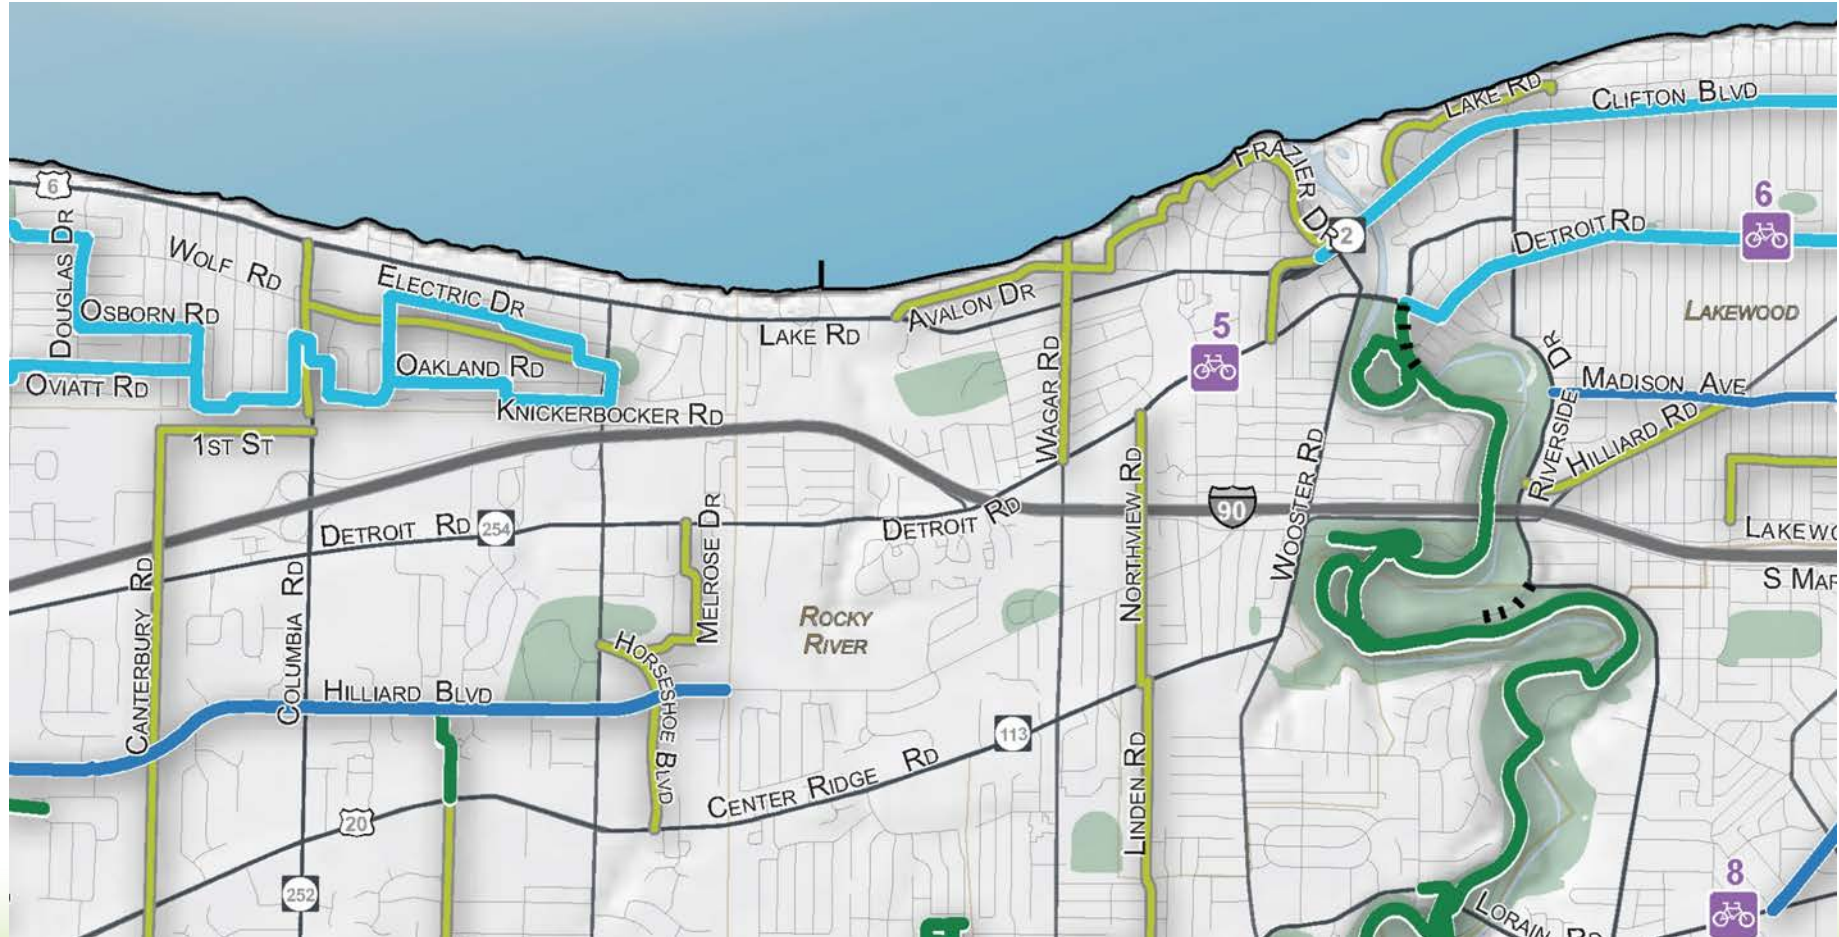 LAKE RD
CLIFTON BLVD
6
DOUGLAS DR
WOLF RD
ELECTRIC DR
FRAZIER DR
2
DETROIT RD
6
OSBORN RD
AVALON DR
LAKE RD
5
LAKEWOOD
OVIATT RD
OAKLAND RD
KNICKERBOCKER RD
WAGAR RD
MADISON AVE
RIVERSIDE DR
HILLIARD RD
1ST ST
DETROIT RD
254
MELROSE DR
DETROIT RD
NORTHVIEW RD
90
WOOSTER RD
LAKEWO
S MAR
CANTERBURY RD
COLUMBIA RD
ROCKY
RIVER
HORSESHOE BLVD
HILLIARD BLVD
113
CENTER RIDGE RD
20
LINDEN RD
252
8
LORAIN RD